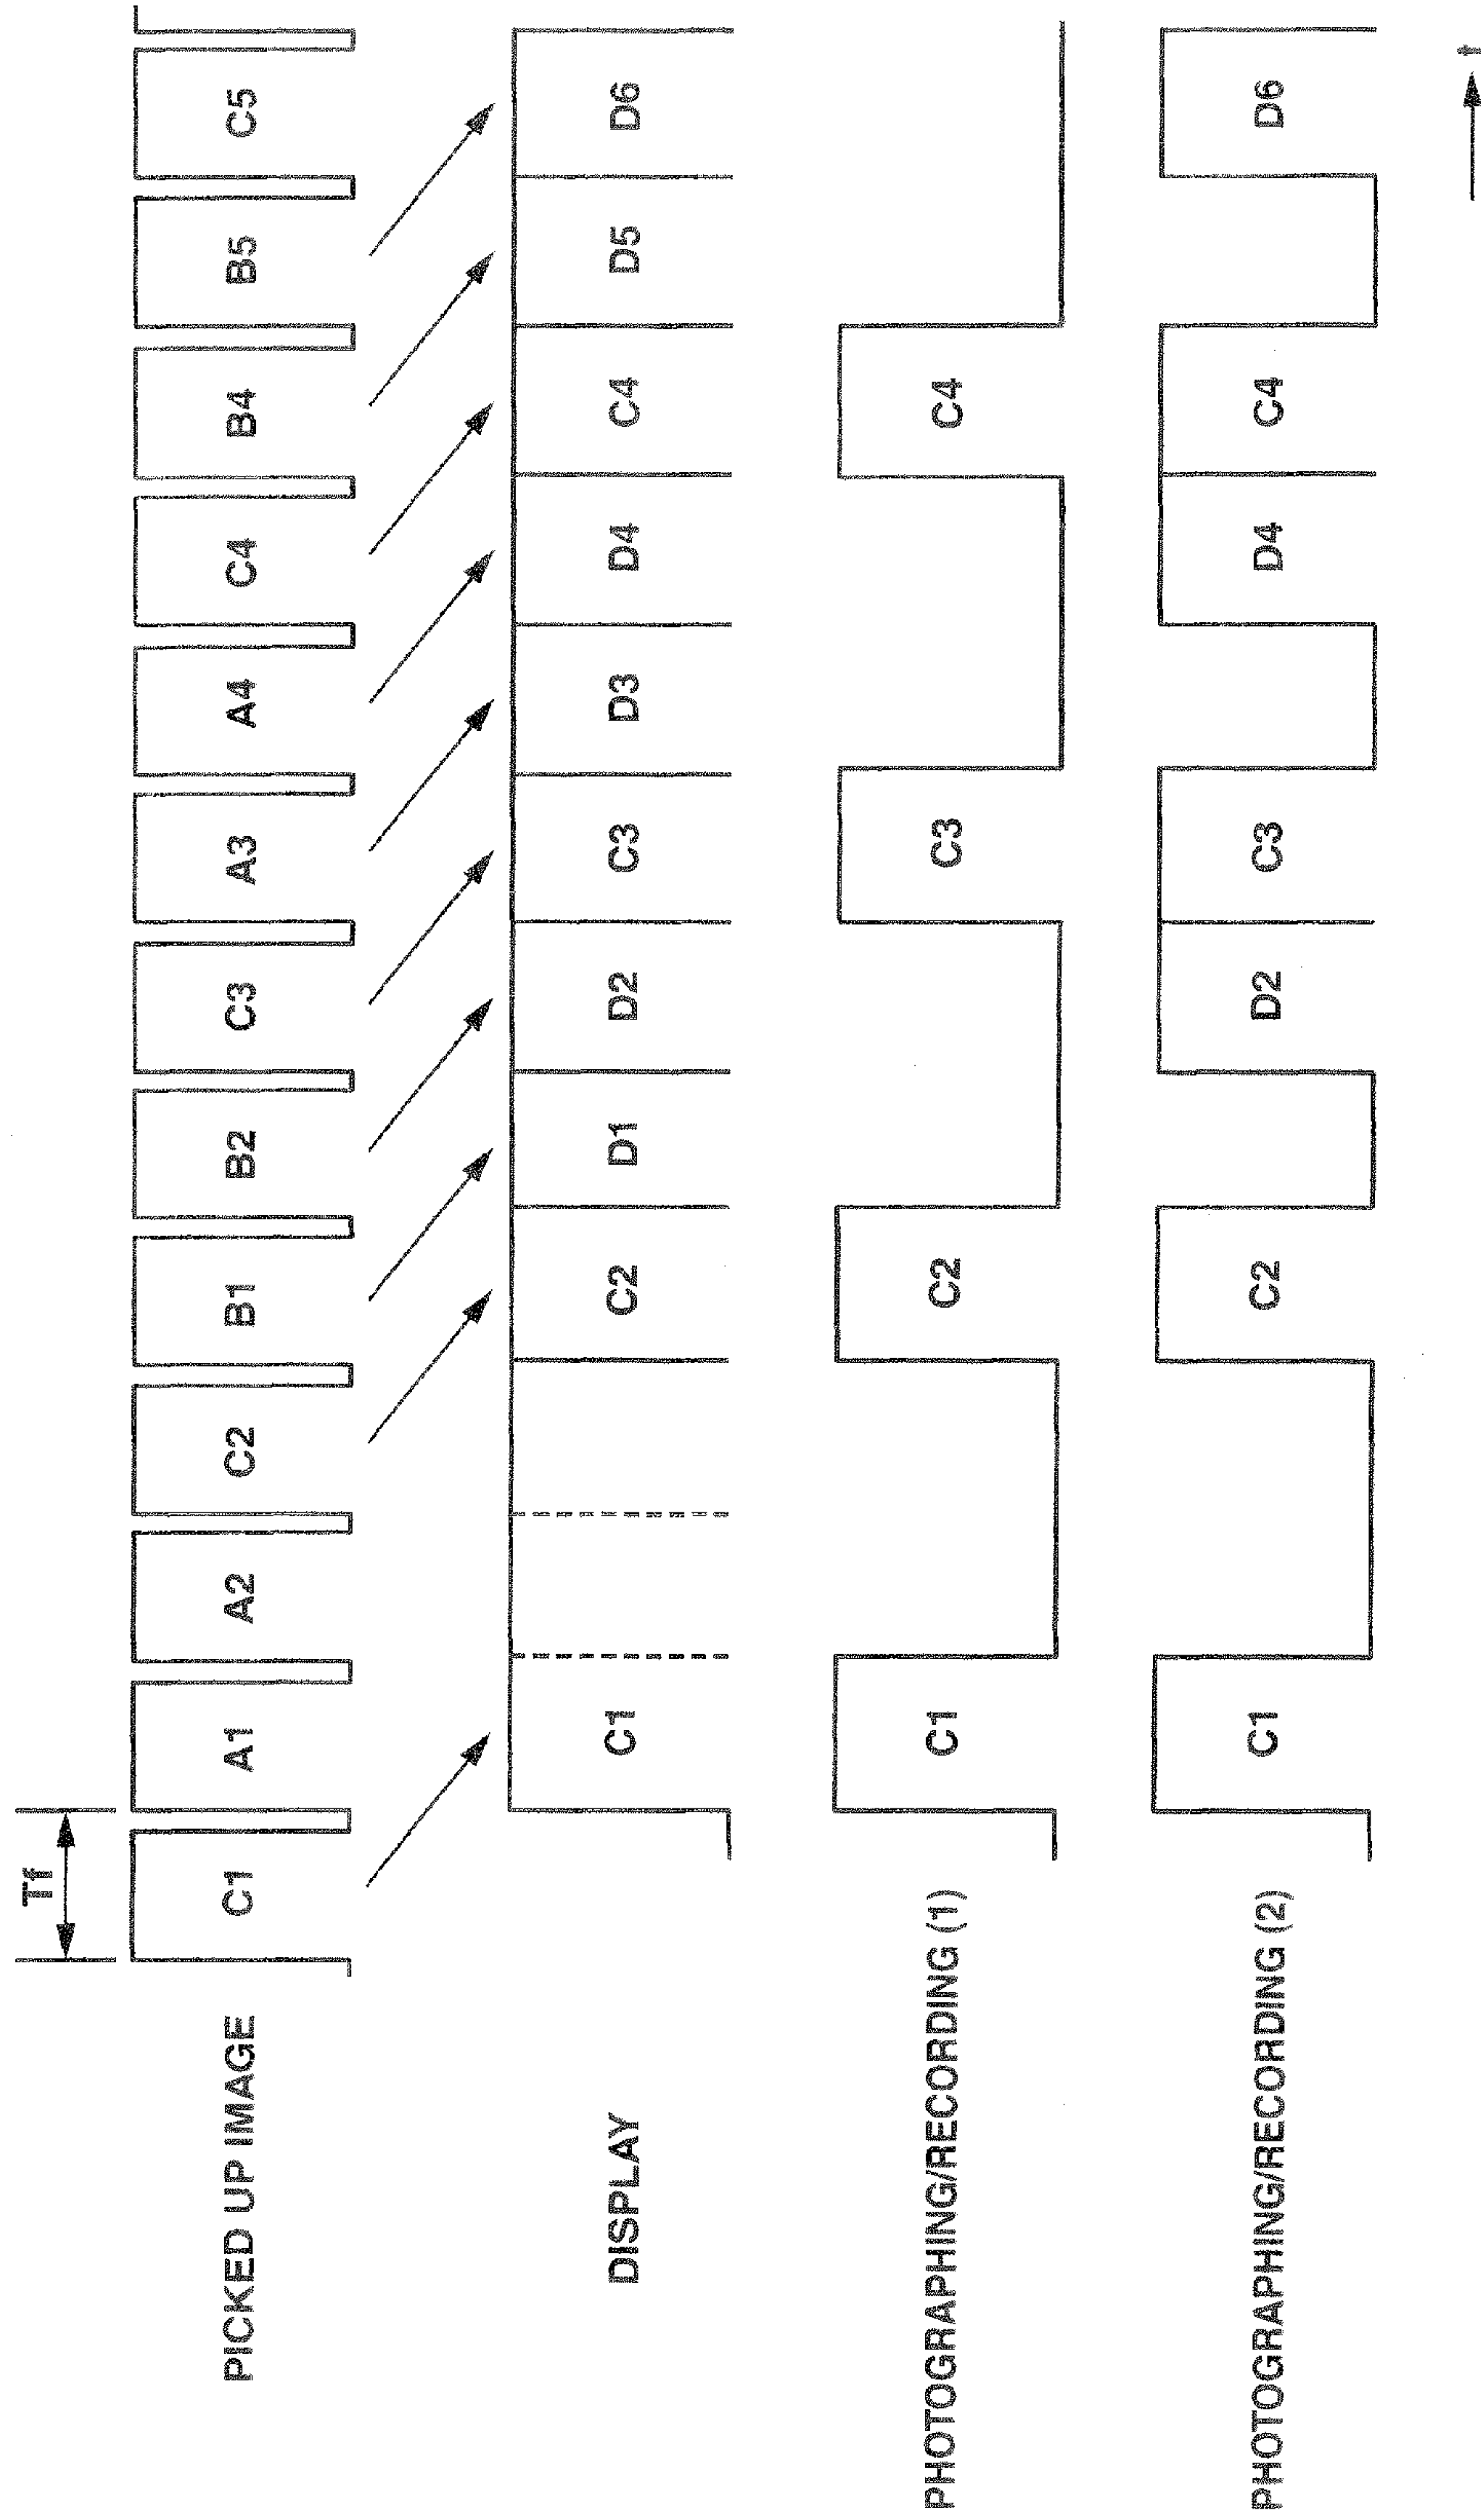 Tf
PICKED UP IMAGE C1 A1 A2 C2 B1 B2 C3 A3 A4 C4 B4 B5 C5
DISPLAY C1 C2 D1 D2 C3 D3 D4 C4 D5 D6
PHOTOGRAPHING/RECORDING (1) C1 C2 C3 C4
PHOTOGRAPHING/RECORDING (2) C1 C2 D2 C3 D4 C4 D6
t